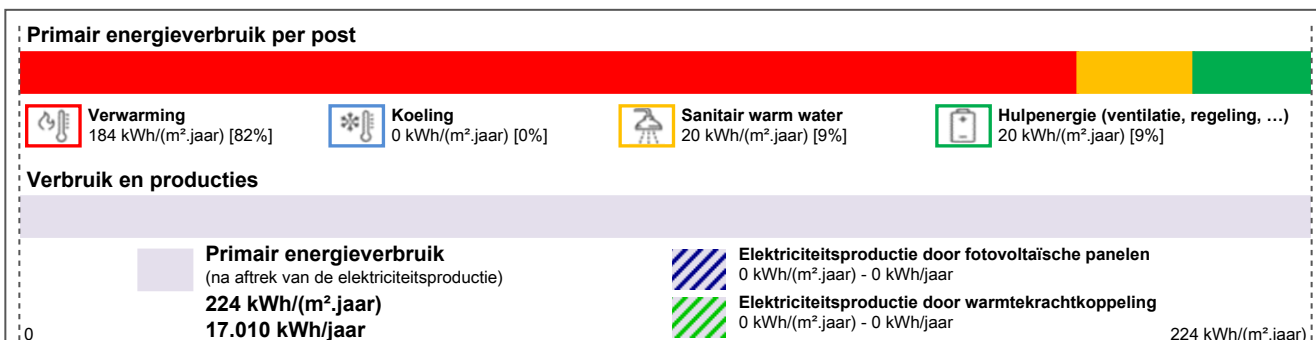 Primair energieverbruik per post
Verwarming
184 kWh/(m².jaar) [82%]
Koeling
0 kWh/(m².jaar) [0%]
Sanitair warm water
20 kWh/(m².jaar) [9%]
Hulpenergie (ventilatie, regeling, …)
20 kWh/(m².jaar) [9%]
Verbruik en producties
Primair energieverbruik
(na aftrek van de elektriciteitsproductie)
224 kWh/(m².jaar)
17.010 kWh/jaar
Elektriciteitsproductie door fotovoltaïsche panelen
0 kWh/(m².jaar) - 0 kWh/jaar
Elektriciteitsproductie door warmtekrachtkoppeling
0 kWh/(m².jaar) - 0 kWh/jaar
0
224 kWh/(m².jaar)